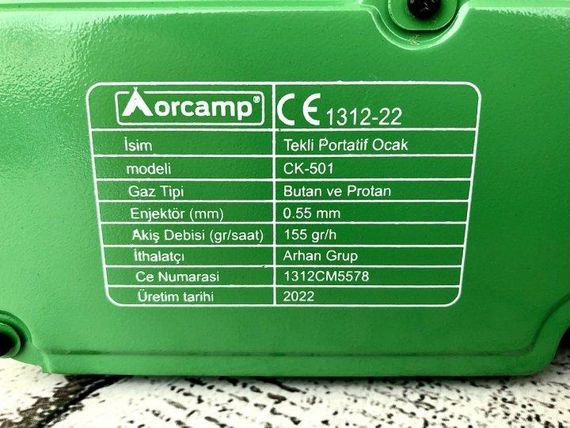 orcamp® CE 1312-22
İsim Tekli Portatif Ocak
modeli CK-501
Gaz Tipi Butan ve Protan
Enjektör (mm) 0.55 mm
Akiş Debisi (gr/saat) 155 gr/h
İthalatçı Arhan Grup
Ce Numarasi 1312CM5578
Üretim tarihi 2022